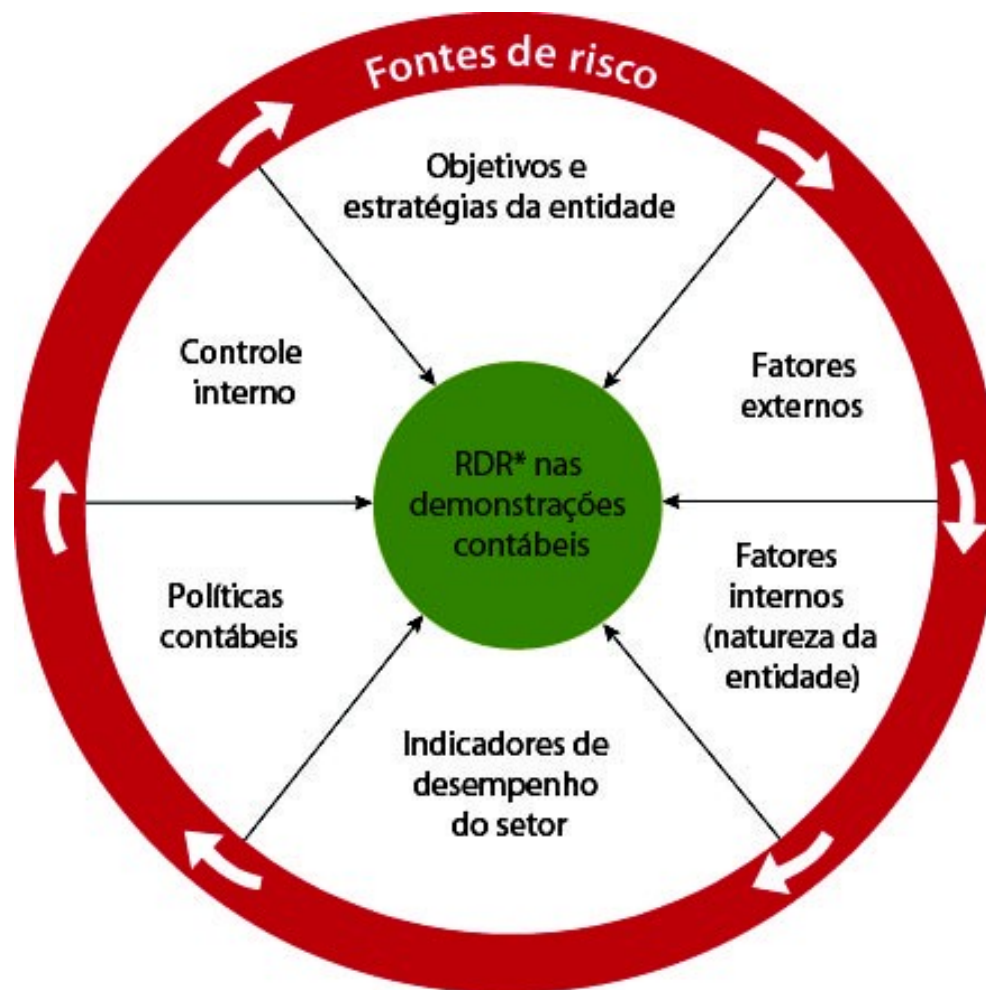 Fontes de risco
Objetivos e
estratégias da entidade
Controle
interno
Fatores
externos
RDR* nas
demonstrações
contábeis
Políticas
contábeis
Fatores
internos
(natureza da
entidade)
Indicadores de
desempenho
do setor